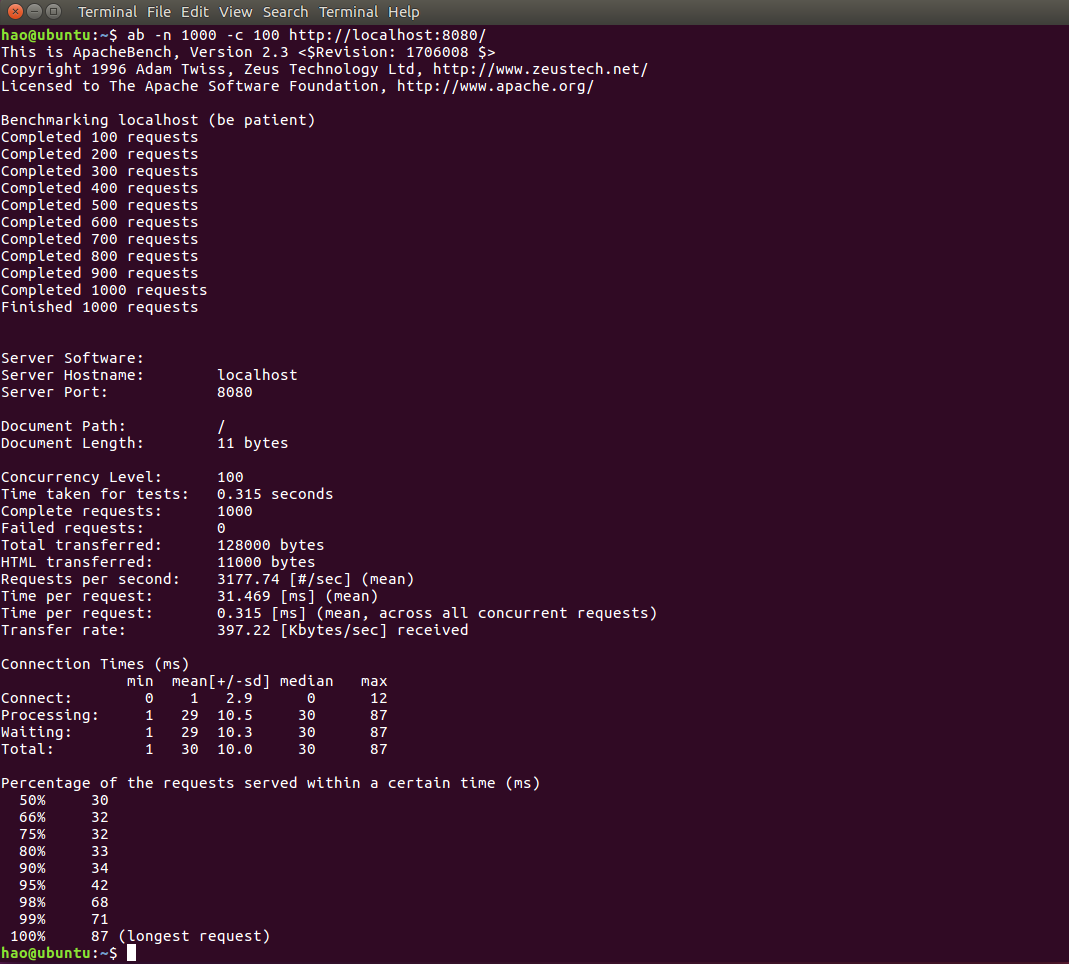 Terminal File Edit View Search Terminal Help
hao@ubuntu:~$ ab -n 1000 -c 100 http://localhost:8080/
This is ApacheBench, Version 2.3 <$Revision: 1706008 $>
Copyright 1996 Adam Twiss, Zeus Technology Ltd, http://www.zeustech.net/
Licensed to The Apache Software Foundation, http://www.apache.org/

Benchmarking localhost (be patient)
Completed 100 requests
Completed 200 requests
Completed 300 requests
Completed 400 requests
Completed 500 requests
Completed 600 requests
Completed 700 requests
Completed 800 requests
Completed 900 requests
Completed 1000 requests
Finished 1000 requests


Server Software:
Server Hostname:        localhost
Server Port:            8080

Document Path:          /
Document Length:        11 bytes

Concurrency Level:      100
Time taken for tests:   0.315 seconds
Complete requests:      1000
Failed requests:        0
Total transferred:      128000 bytes
HTML transferred:       11000 bytes
Requests per second:    3177.74 [#/sec] (mean)
Time per request:       31.469 [ms] (mean)
Time per request:       0.315 [ms] (mean, across all concurrent requests)
Transfer rate:          397.22 [Kbytes/sec] received

Connection Times (ms)
              min  mean[+/-sd] median   max
Connect:        0    1   2.9      0      12
Processing:     1   29  10.5     30      87
Waiting:        1   29  10.3     30      87
Total:          1   30  10.0     30      87

Percentage of the requests served within a certain time (ms)
  50%     30
  66%     32
  75%     32
  80%     33
  90%     34
  95%     42
  98%     68
  99%     71
 100%     87 (longest request)
hao@ubuntu:~$